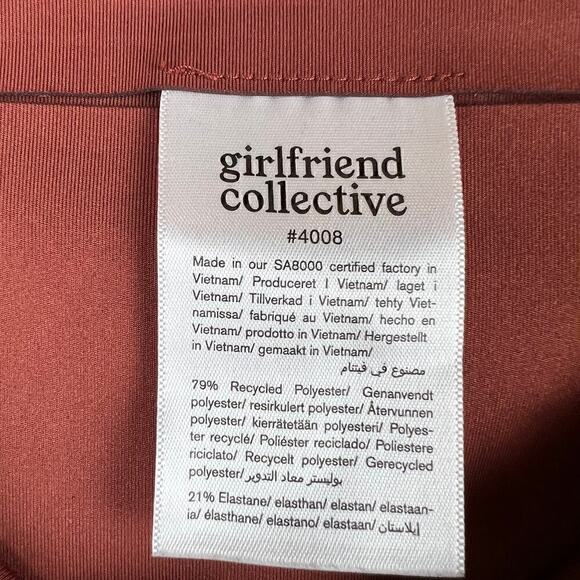 girlfriend
collective
#4008
Made in our SA8000 certified factory in
Vietnam/ Produceret I Vietnam/ laget i
Vietnam/ Tillverkad i Vietnam/ tehty Viet-
namissa/ fabriqué au Vietnam/ hecho en
Vietnam/ prodotto in Vietnam/ Hergestellt
in Vietnam/ gemaakt in Vietnam/
مصنوع في فيتنام
79% Recycled Polyester/ Genanvendt
polyester/ resirkulert polyester/ Återvunnen
polyester/ kierrätetään polyesteri/ Polyes-
ter recyclé/ Poliéster reciclado/ Poliestere
riciclato/ Recycelt polyester/ Gerecycled
polyester/بوليستر معاد التدوير
21% Elastane/ elasthan/ elastan/ elastaan-
ia/ élasthane/ elastano/ elastaan/إيلاستان